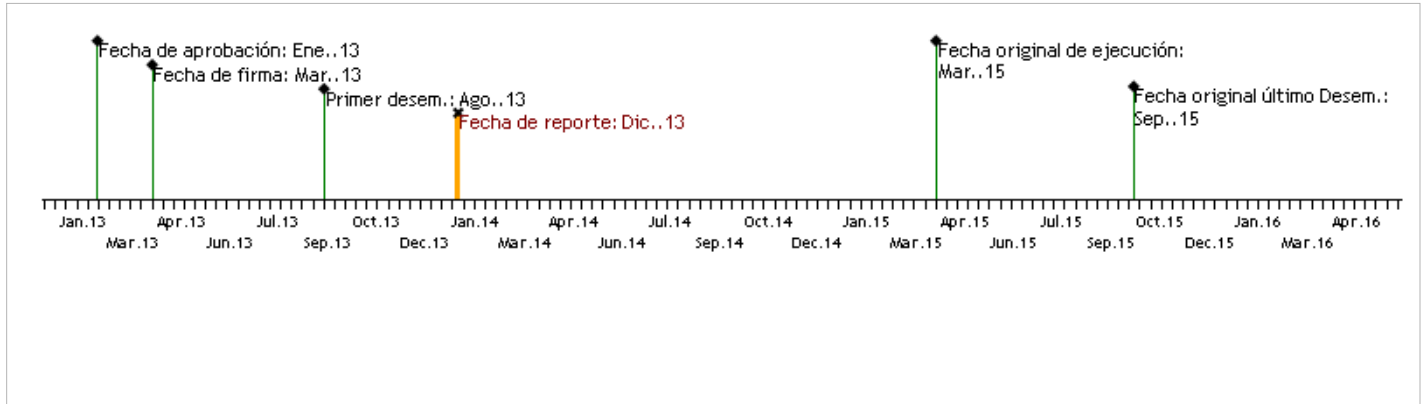 Fecha de aprobación: Ene..13
Fecha de firma: Mar..13
Primer desem.: Ago..13
Fecha de reporte: Dic..13
Fecha original de ejecución:
Mar..15
Fecha original último Desem.:
Sep..15
Jan.13 Apr.13 Jul.13 Oct.13 Jan.14 Apr.14 Jul.14 Oct.14 Jan.15 Apr.15 Jul.15 Oct.15 Jan.16 Apr.16
Mar.13 Jun.13 Sep.13 Dec.13 Mar.14 Jun.14 Sep.14 Dec.14 Mar.15 Jun.15 Sep.15 Dec.15 Mar.16